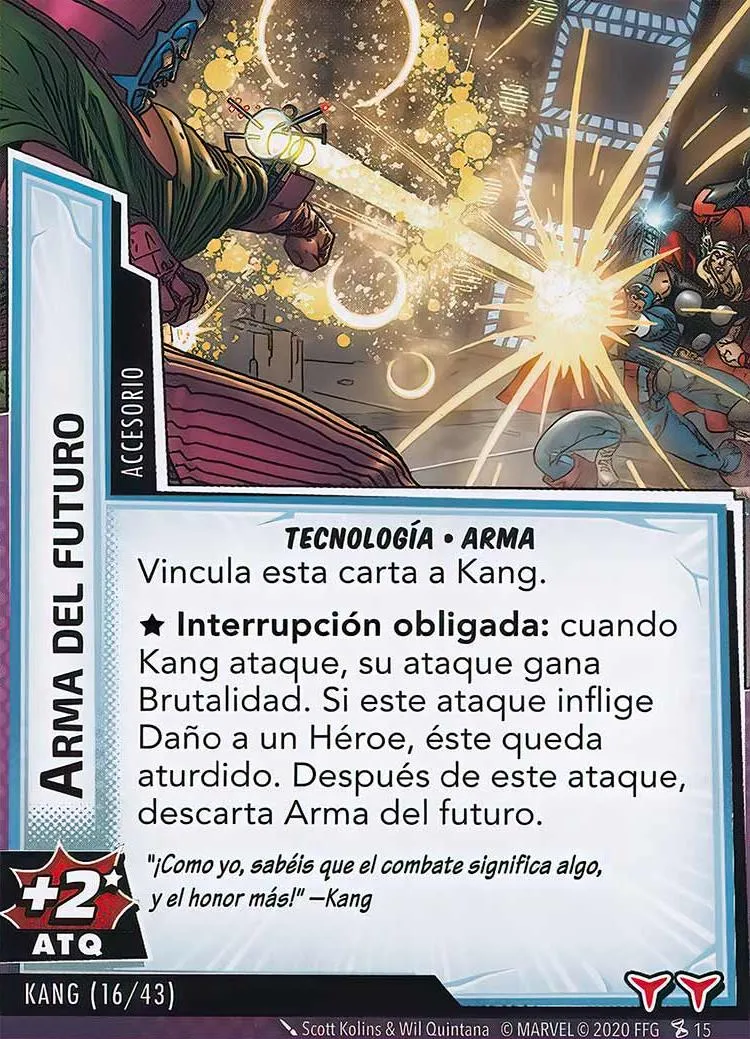 ACCESORIO
ARMA DEL FUTURO
TECNOLOGÍA • ARMA
Vincula esta carta a Kang.
★ Interrupción obligada: cuando
Kang ataque, su ataque gana
Brutalidad. Si este ataque inflige
Daño a un Héroe, éste queda
aturdido. Después de este ataque,
descarta Arma del futuro.
"¡Como yo, sabéis que el combate significa algo,
y el honor más!" —Kang
+2★
ATQ
KANG (16/43)
Scott Kolins & Wil Quintana © MARVEL © 2020 FFG 15